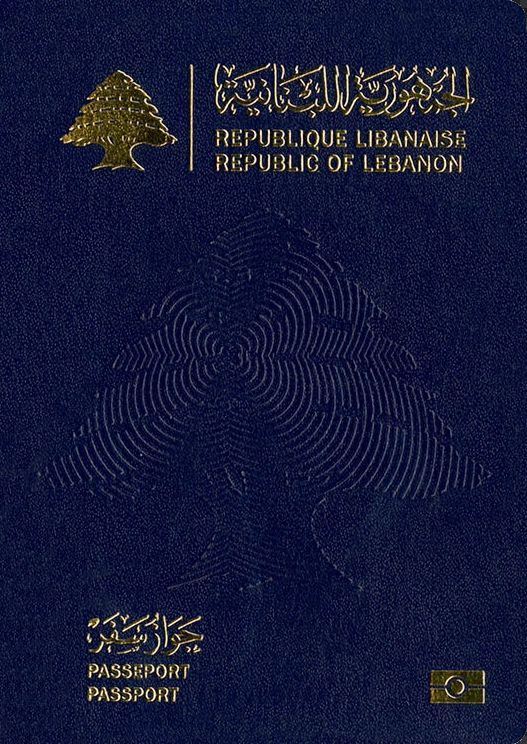 الجمهورية اللبنانية
REPUBLIQUE LIBANAISE
REPUBLIC OF LEBANON
جواز سفر
PASSEPORT
PASSPORT